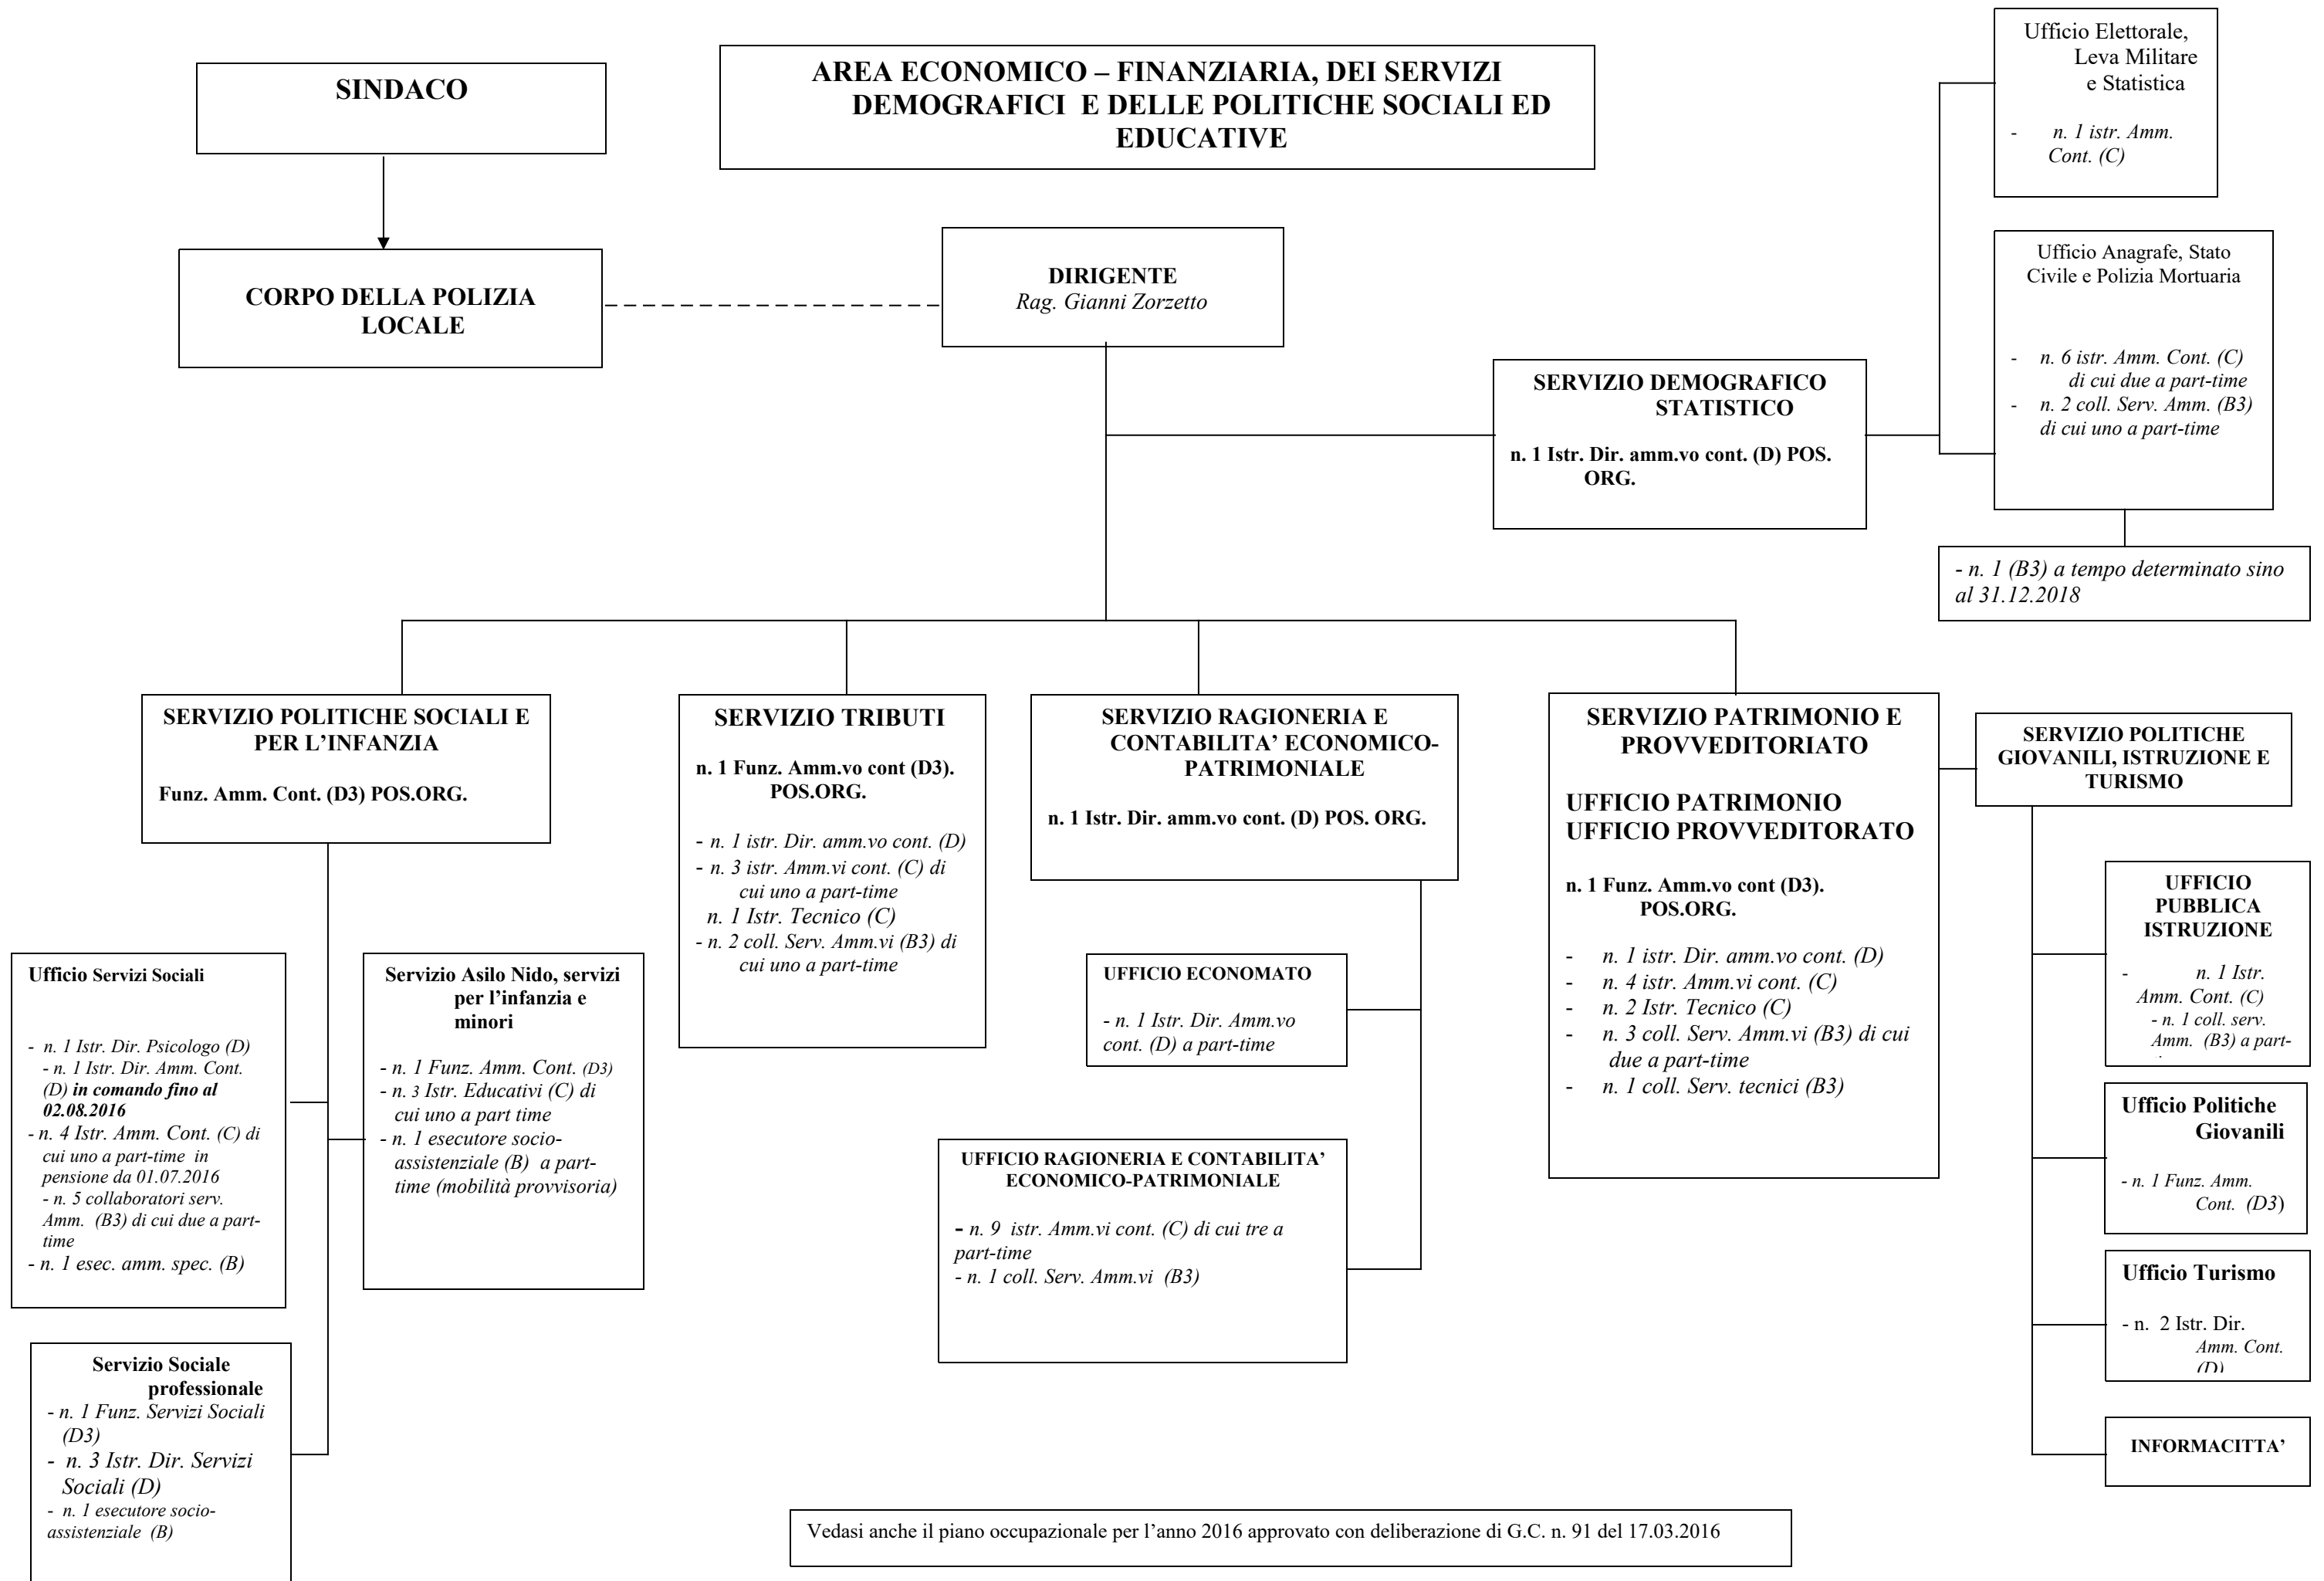 SINDACO
AREA ECONOMICO – FINANZIARIA, DEI SERVIZI
DEMOGRAFICI E DELLE POLITICHE SOCIALI ED
EDUCATIVE
Ufficio Elettorale,
Leva Militare
e Statistica
- n. 1 istr. Amm.
Cont. (C)
CORPO DELLA POLIZIA
LOCALE
DIRIGENTE
Rag. Gianni Zorzetto
Ufficio Anagrafe, Stato
Civile e Polizia Mortuaria
- n. 6 istr. Amm. Cont. (C)
di cui due a part-time
- n. 2 coll. Serv. Amm. (B3)
di cui uno a part-time
SERVIZIO DEMOGRAFICO
STATISTICO
n. 1 Istr. Dir. amm.vo cont. (D) POS.
ORG.
- n. 1 (B3) a tempo determinato sino
al 31.12.2018
SERVIZIO POLITICHE SOCIALI E
PER L’INFANZIA
Funz. Amm. Cont. (D3) POS.ORG.
SERVIZIO TRIBUTI
n. 1 Funz. Amm.vo cont (D3).
POS.ORG.
- n. 1 istr. Dir. amm.vo cont. (D)
- n. 3 istr. Amm.vi cont. (C) di
cui uno a part-time
n. 1 Istr. Tecnico (C)
- n. 2 coll. Serv. Amm.vi (B3) di
cui uno a part-time
SERVIZIO RAGIONERIA E
CONTABILITA’ ECONOMICO-
PATRIMONIALE
n. 1 Istr. Dir. amm.vo cont. (D) POS. ORG.
SERVIZIO PATRIMONIO E
PROVVEDITORIATO
UFFICIO PATRIMONIO
UFFICIO PROVVEDITORATO
n. 1 Funz. Amm.vo cont (D3).
POS.ORG.
- n. 1 istr. Dir. amm.vo cont. (D)
- n. 4 istr. Amm.vi cont. (C)
- n. 2 Istr. Tecnico (C)
- n. 3 coll. Serv. Amm.vi (B3) di cui
due a part-time
- n. 1 coll. Serv. tecnici (B3)
SERVIZIO POLITICHE
GIOVANILI, ISTRUZIONE E
TURISMO
UFFICIO
PUBBLICA
ISTRUZIONE
- n. 1 Istr.
Amm. Cont. (C)
- n. 1 coll. serv.
Amm. (B3) a part-
Ufficio Politiche
Giovanili
- n. 1 Funz. Amm.
Cont. (D3)
Ufficio Turismo
- n. 2 Istr. Dir.
Amm. Cont.
(D)
INFORMACITTA’
Ufficio Servizi Sociali
- n. 1 Istr. Dir. Psicologo (D)
- n. 1 Istr. Dir. Amm. Cont.
(D) in comando fino al
02.08.2016
- n. 4 Istr. Amm. Cont. (C) di
cui uno a part-time in
pensione da 01.07.2016
- n. 5 collaboratori serv.
Amm. (B3) di cui due a part-
time
- n. 1 esec. amm. spec. (B)
Servizio Asilo Nido, servizi
per l’infanzia e
minori
- n. 1 Funz. Amm. Cont. (D3)
- n. 3 Istr. Educativi (C) di
cui uno a part time
- n. 1 esecutore socio-
assistenziale (B) a part-
time (mobilità provvisoria)
UFFICIO ECONOMATO
- n. 1 Istr. Dir. Amm.vo
cont. (D) a part-time
UFFICIO RAGIONERIA E CONTABILITA’
ECONOMICO-PATRIMONIALE
- n. 9 istr. Amm.vi cont. (C) di cui tre a
part-time
- n. 1 coll. Serv. Amm.vi (B3)
Servizio Sociale
professionale
- n. 1 Funz. Servizi Sociali
(D3)
- n. 3 Istr. Dir. Servizi
Sociali (D)
- n. 1 esecutore socio-
assistenziale (B)
Vedasi anche il piano occupazionale per l’anno 2016 approvato con deliberazione di G.C. n. 91 del 17.03.2016